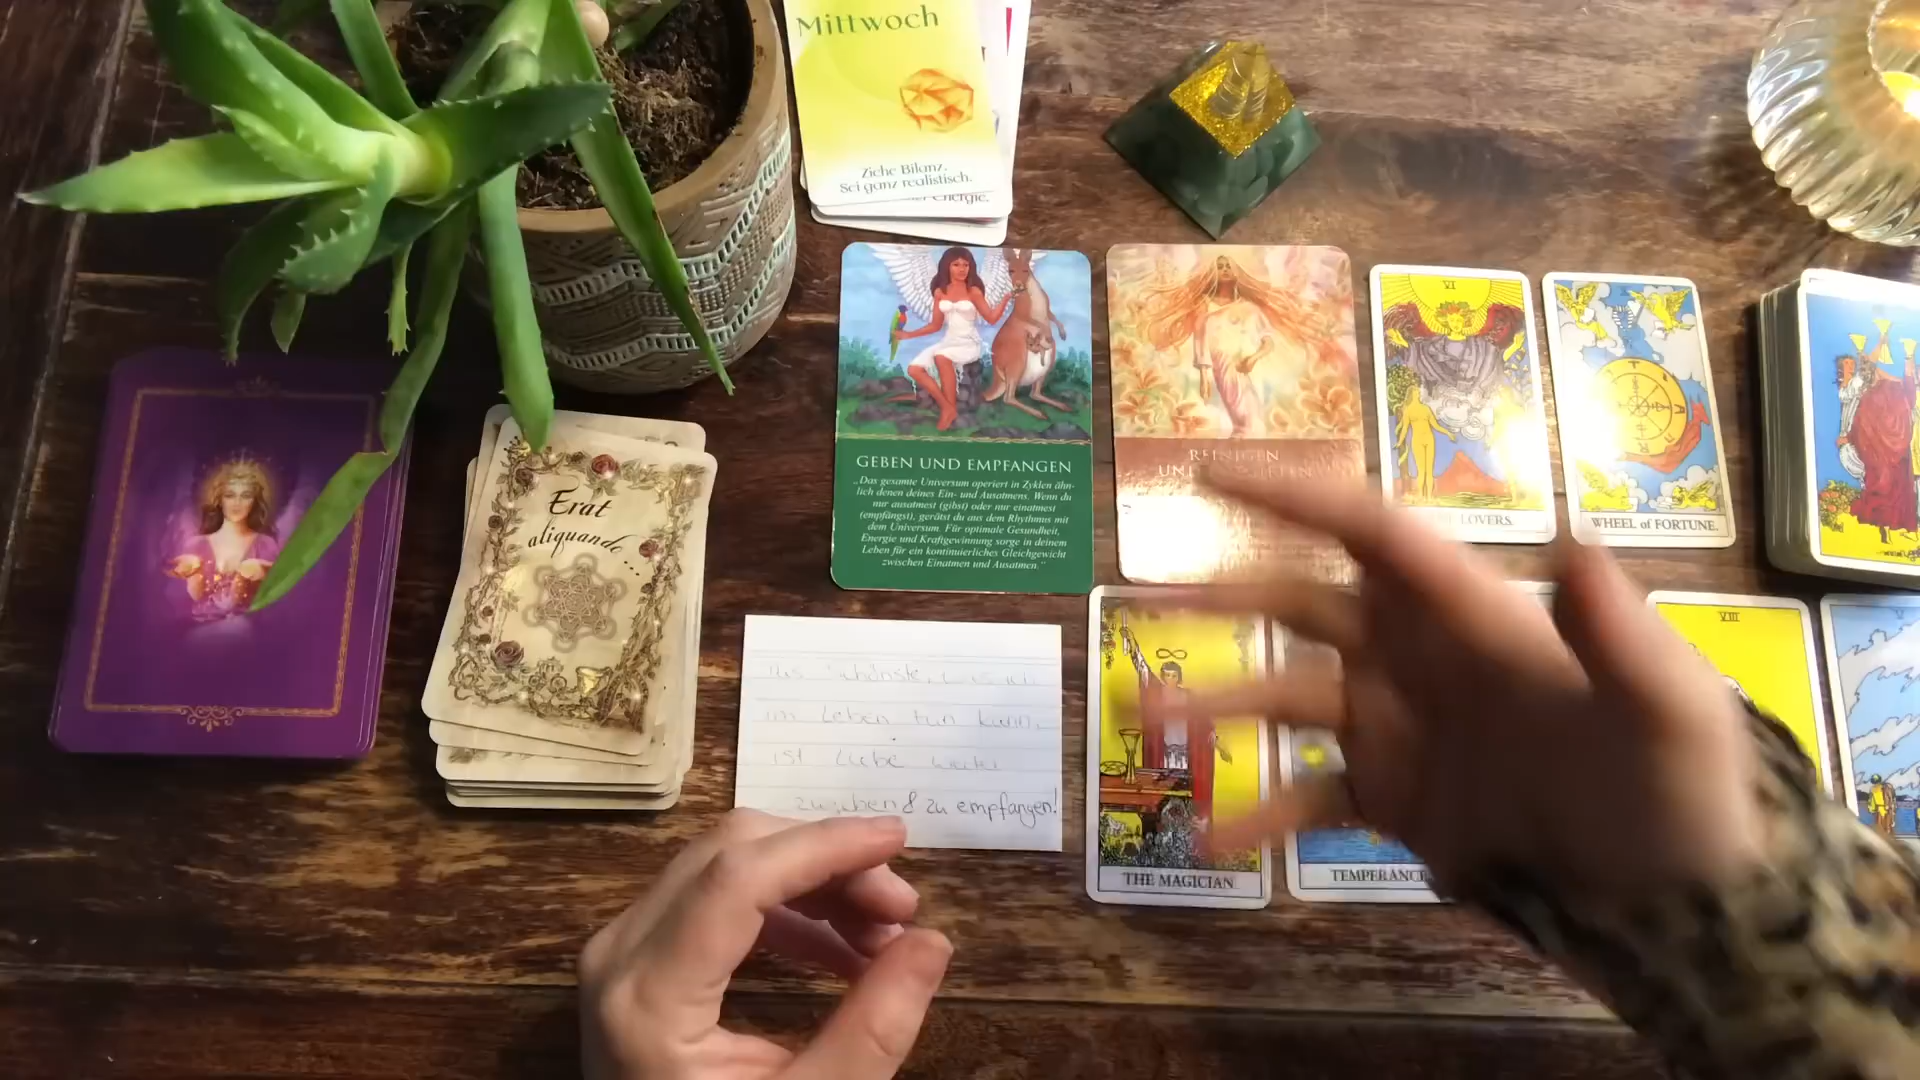 Mittwoch
Ziehe Bilanz.
Sei ganz realistisch.
Energie.
GEBEN UND EMPFANGEN
„Das gesamte Universum operiert in Zyklen ähn-
lich denen deines Ein- und Ausatmens. Wenn du
nur ausatmest (gibst) oder nur einatmest
(empfängst), gerätst du aus dem Rhythmus mit
dem Universum. Für optimale Gesundheit,
Energie und Kraftgewinnung sorge in deinem
Leben für ein kontinuierliches Gleichgewicht
zwischen Einatmen und Ausatmen.“
REINIGEN
VI
LOVERS.
WHEEL of FORTUNE.
Erat
aliquando...
Schönste,
im Leben tun kann,
ist Liebe
& zu empfangen!
THE MAGICIAN
TEMPERANCE
VIII